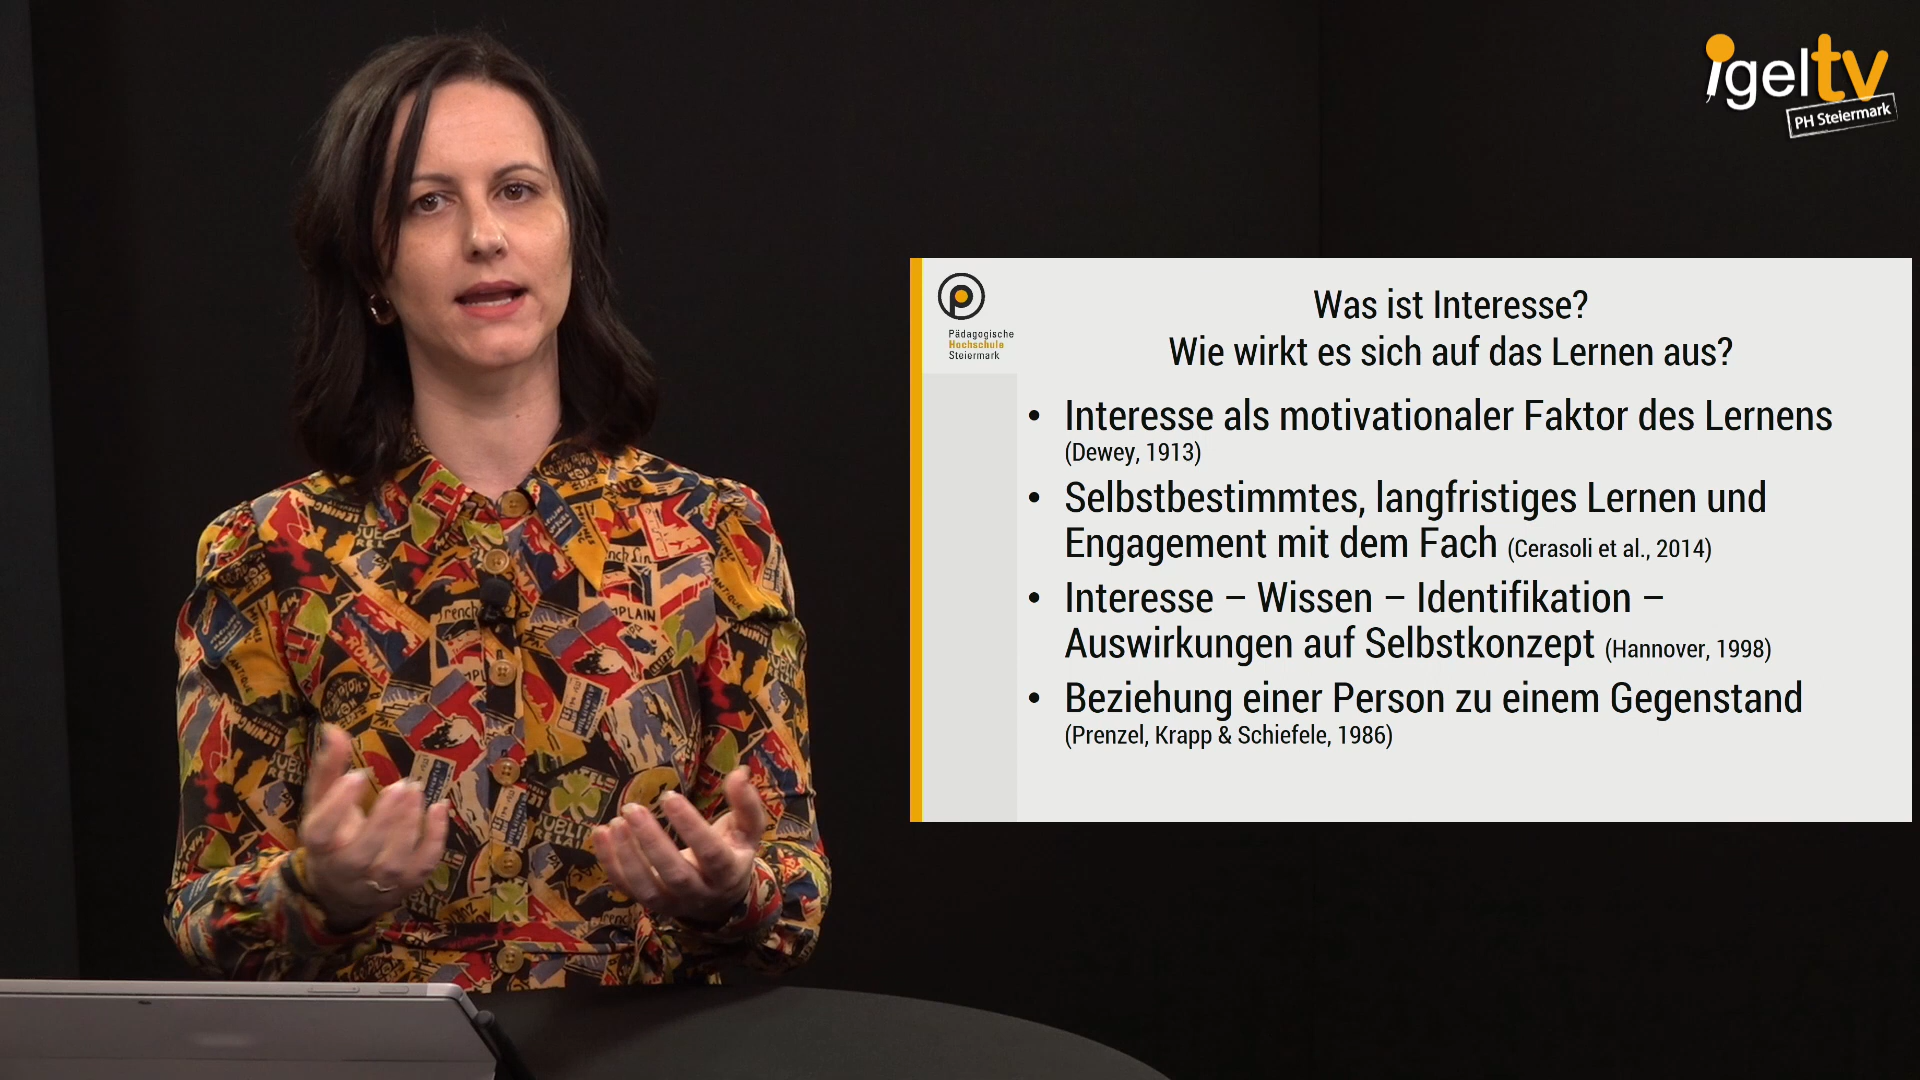 igeltv
PH Steiermark
Pädagogische
Hochschule
Steiermark
Was ist Interesse?
Wie wirkt es sich auf das Lernen aus?
• Interesse als motivationaler Faktor des Lernens
(Dewey, 1913)
• Selbstbestimmtes, langfristiges Lernen und
Engagement mit dem Fach (Cerasoli et al., 2014)
• Interesse – Wissen – Identifikation –
Auswirkungen auf Selbstkonzept (Hannover, 1998)
• Beziehung einer Person zu einem Gegenstand
(Prenzel, Krapp & Schiefele, 1986)